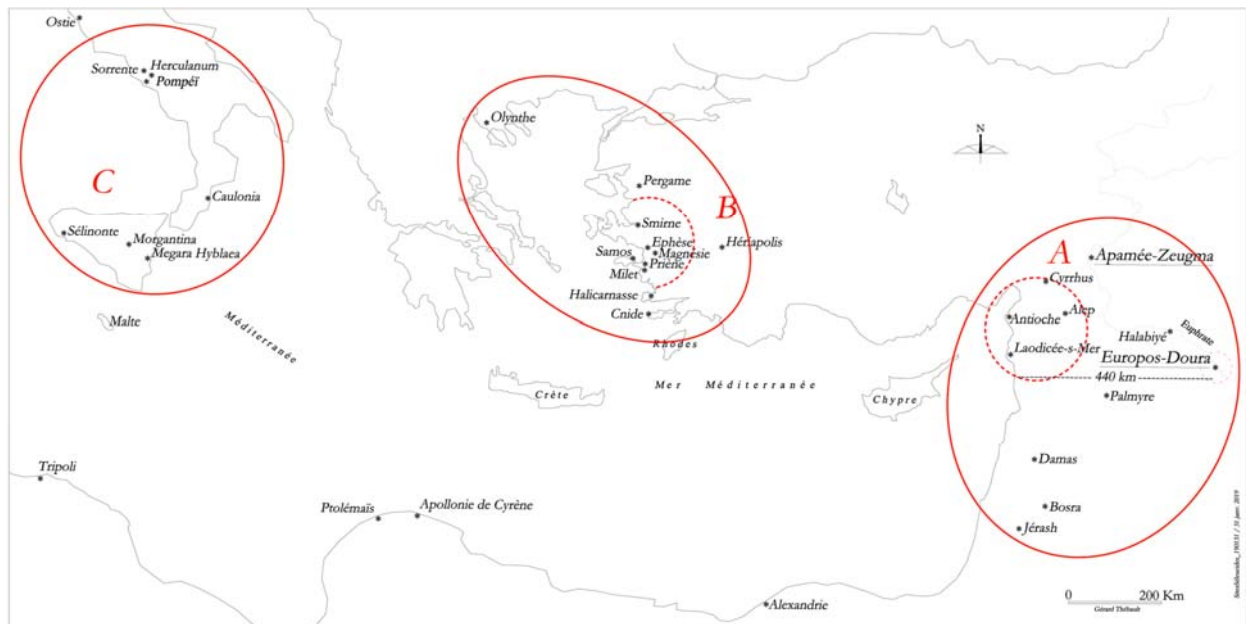 Ostie
Sorrente
Herculanum
Pompéï
C
Caulonia
Sélinonte
Morgantina
Megara Hyblaea
Malte
Méditerranée
Olynthe
Pergame
B
Smirne
Ephèse
Magnésie
Samos
Priène
Milet
Hériapolis
Halicarnasse
Cnide
Rhodes
Crète
Mer Méditerranée
Chypre
N
A
Apamée-Zeugma
Cyrrhus
Antioche
Alep
Laodicée-s-Mer
Halabiyé
Euphrate
Europos-Doura
440 km
Palmyre
Damas
Bosra
Jérash
Tripoli
Ptolémaïs
Apollonie de Cyrène
Alexandrie
0 200 Km
Gérard Thébault